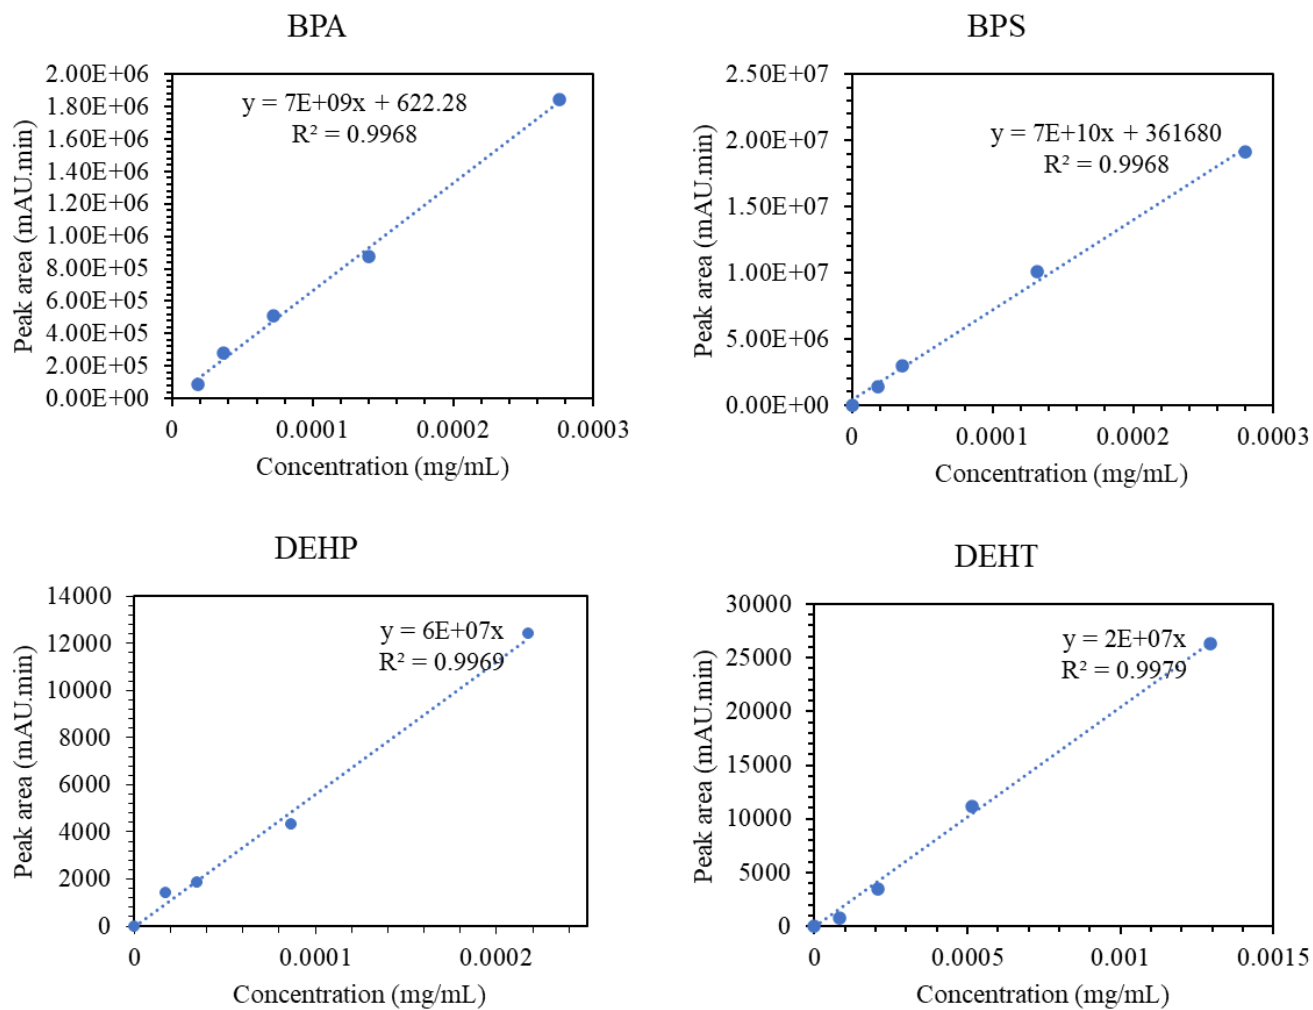 BPA
2.00E+06
1.80E+06
1.60E+06
1.40E+06
1.20E+06
1.00E+06
8.00E+05
6.00E+05
4.00E+05
2.00E+05
0.00E+00
Peak area (mAU.min)
y = 7E+09x + 622.28
R² = 0.9968
0 0.0001 0.0002 0.0003
Concentration (mg/mL)
BPS
2.50E+07
2.00E+07
1.50E+07
1.00E+07
5.00E+06
0.00E+00
Peak area (mAU.min)
y = 7E+10x + 361680
R² = 0.9968
0 0.0001 0.0002 0.0003
Concentration (mg/mL)
DEHP
14000
12000
10000
8000
6000
4000
2000
0
Peak area (mAU.min)
y = 6E+07x
R² = 0.9969
0 0.0001 0.0002
Concentration (mg/mL)
DEHT
30000
25000
20000
15000
10000
5000
0
Peak area (mAU.min)
y = 2E+07x
R² = 0.9979
0 0.0005 0.001 0.0015
Concentration (mg/mL)